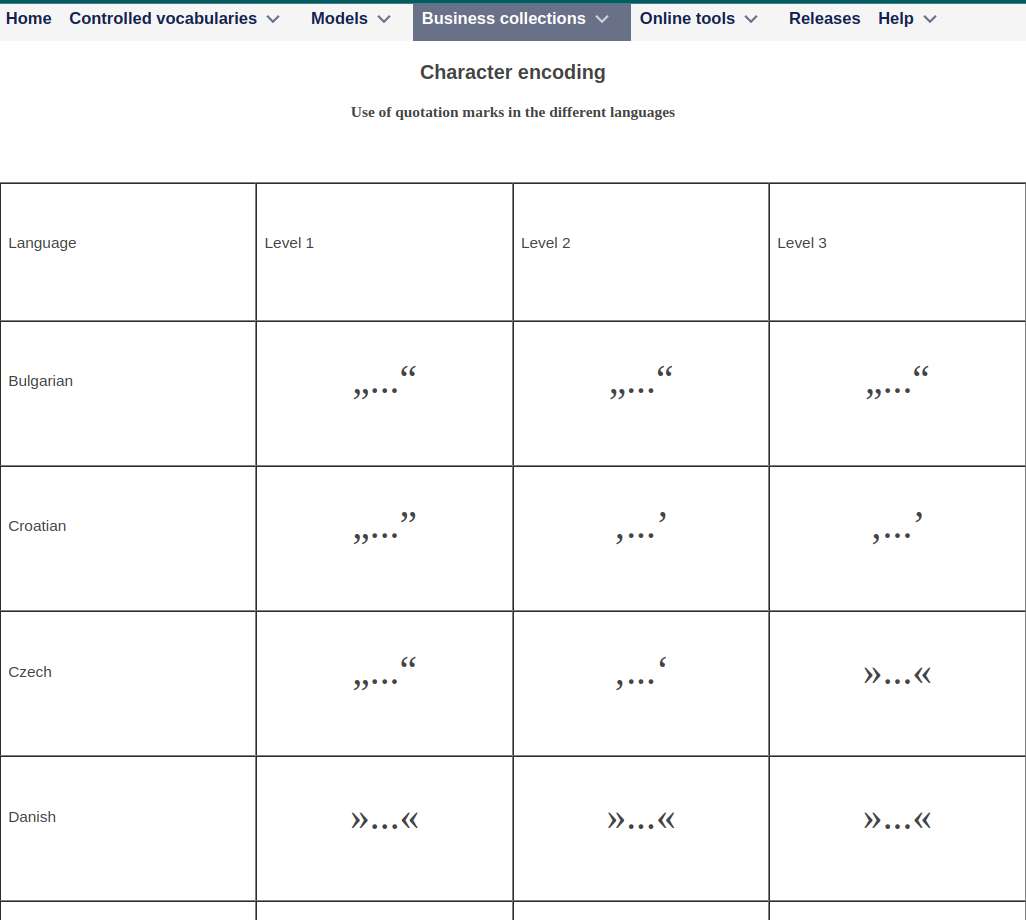 Home Controlled vocabularies Models Business collections Online tools Releases Help
Character encoding
Use of quotation marks in the different languages
Language Level 1 Level 2 Level 3
Bulgarian „...“ „...“ „...“
Croatian „...” ‚...’ ‚...’
Czech „...“ ‚...‘ »...«
Danish »...« »...« »...«